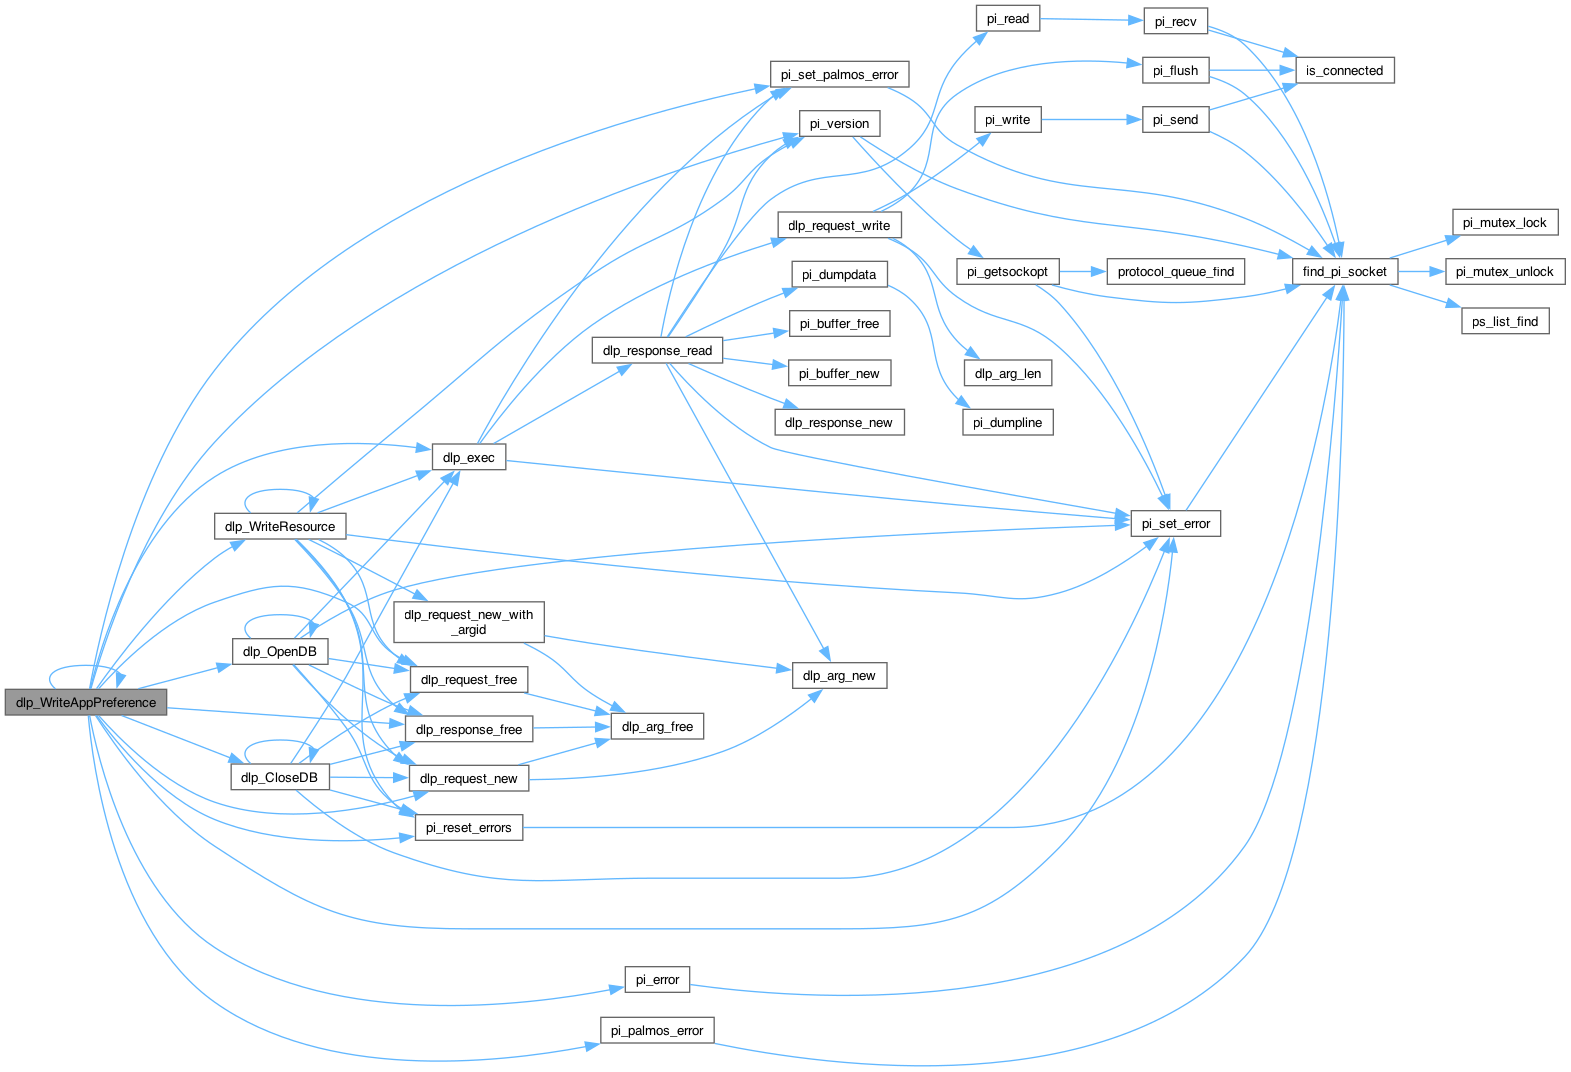 dlp_WriteAppPreference
dlp_WriteResource
dlp_OpenDB
dlp_CloseDB
dlp_exec
dlp_request_new_with
_argid
dlp_request_free
dlp_response_free
dlp_request_new
pi_reset_errors
dlp_response_read
dlp_arg_free
pi_error
pi_palmos_error
pi_set_palmos_error
pi_version
dlp_request_write
pi_dumpdata
pi_buffer_free
pi_buffer_new
dlp_response_new
dlp_arg_new
pi_read
pi_write
pi_getsockopt
dlp_arg_len
pi_dumpline
pi_recv
pi_flush
pi_send
protocol_queue_find
pi_set_error
is_connected
find_pi_socket
pi_mutex_lock
pi_mutex_unlock
ps_list_find